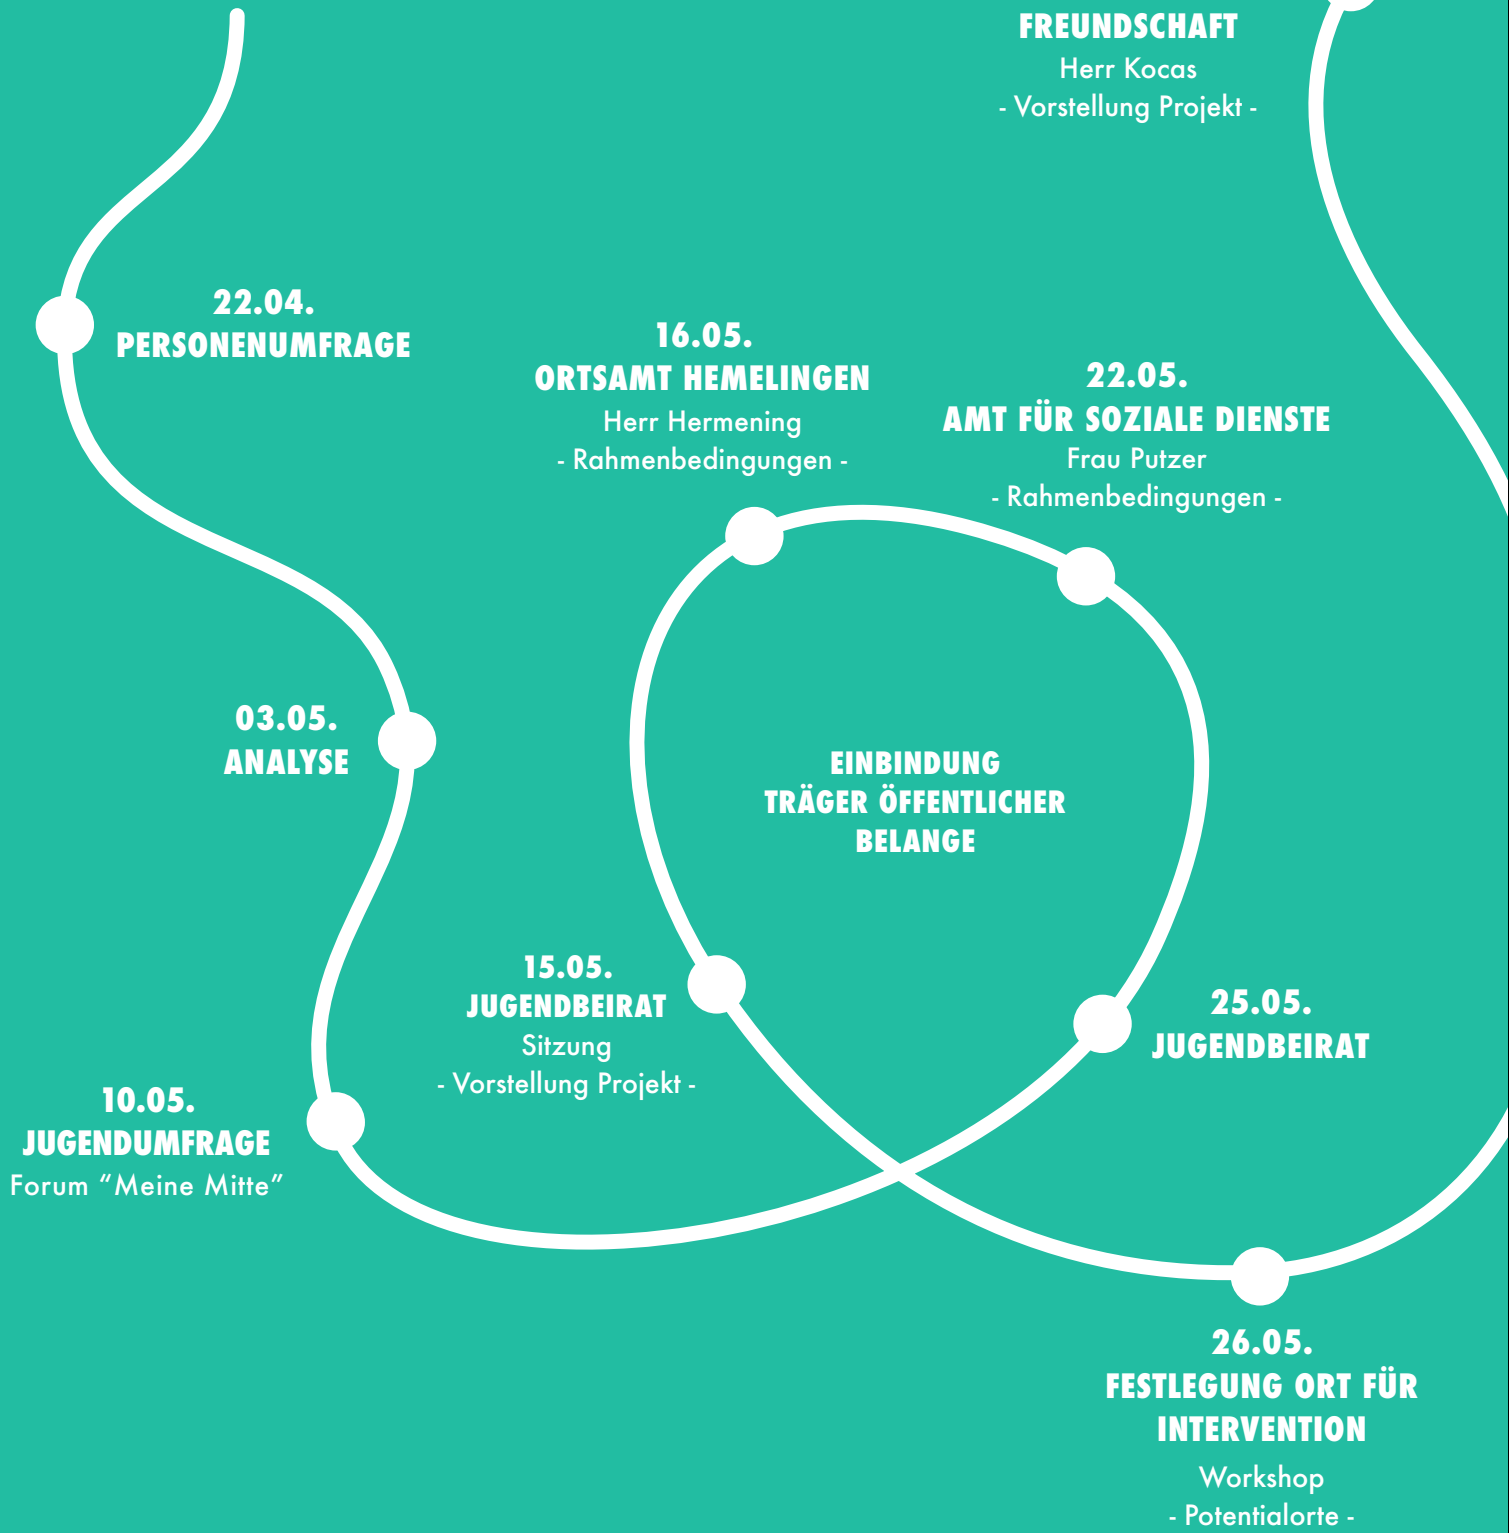 FREUNDSCHAFT
Herr Kocas
- Vorstellung Projekt -
22.04.
PERSONENUMFRAGE
16.05.
ORTSAMT HEMELINGEN
Herr Hermening
- Rahmenbedingungen -
22.05.
AMT FÜR SOZIALE DIENSTE
Frau Putzer
- Rahmenbedingungen -
03.05.
ANALYSE
EINBINDUNG
TRÄGER ÖFFENTLICHER
BELANGE
15.05.
JUGENDBEIRAT
Sitzung
- Vorstellung Projekt -
25.05.
JUGENDBEIRAT
10.05.
JUGENDUMFRAGE
Forum “Meine Mitte”
26.05.
FESTLEGUNG ORT FÜR
INTERVENTION
Workshop
- Potentialorte -